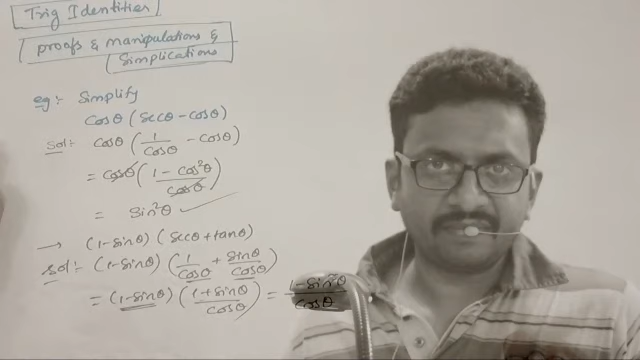 Trig Identities
proofs & manipulations &
Simplications
eg:- Simplify
cosθ (secθ - cosθ)
Sol:- cosθ (1/cosθ - cosθ)
= cosθ (1 - cos²θ/cosθ)
= sin²θ ✓
→ (1-sinθ) (secθ + tanθ)
Sol:- (1-sinθ) (1/cosθ + sinθ/cosθ)
= (1-sinθ) (1+sinθ/cosθ) = 1-sin²θ/cosθ